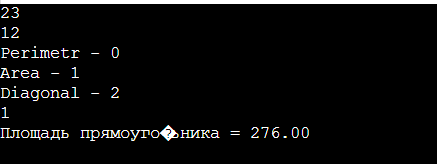 23
12
Perimetr - 0
Area - 1
Diagonal - 2
1
Площадь прямоуго�ьника = 276.00